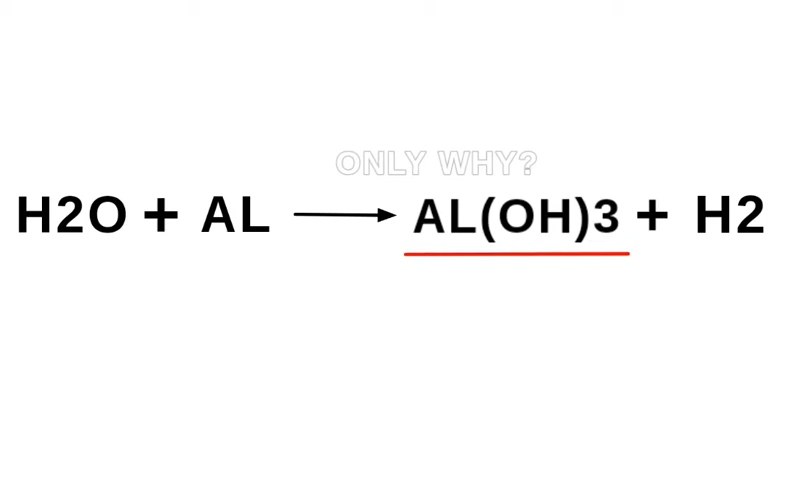 ONLY WHY?
H2O + AL → AL(OH)3 + H2